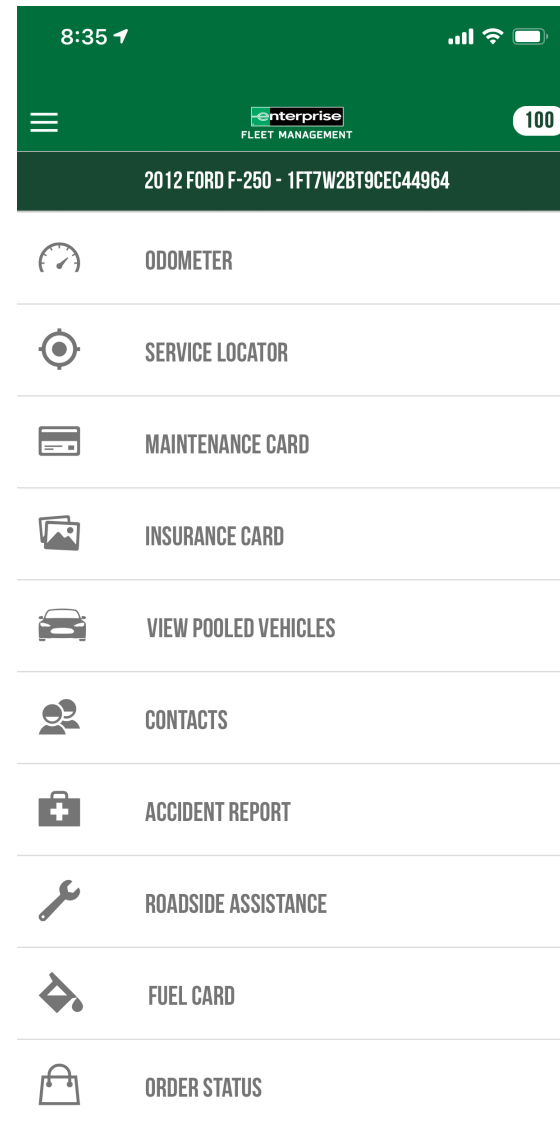 8:35
enterprise
FLEET MANAGEMENT
100
2012 FORD F-250 - 1FT7W2BT9CEC44964
ODOMETER
SERVICE LOCATOR
MAINTENANCE CARD
INSURANCE CARD
VIEW POOLED VEHICLES
CONTACTS
ACCIDENT REPORT
ROADSIDE ASSISTANCE
FUEL CARD
ORDER STATUS